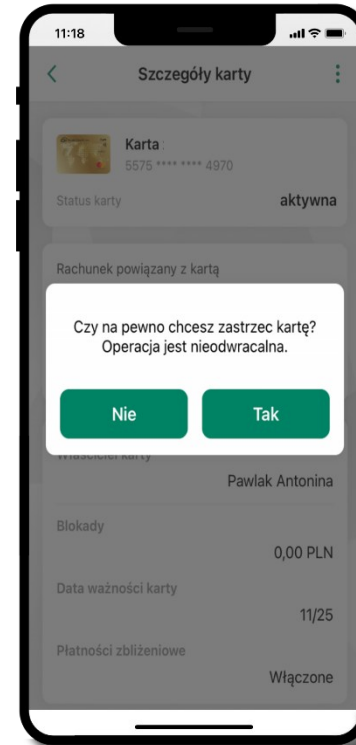 11:18
Szczegóły karty
Karta
5575 **** **** 4970
Status karty aktywna
Rachunek powiązany z kartą
Czy na pewno chcesz zastrzec kartę?
Operacja jest nieodwracalna.
Nie Tak
Właściciel karty
Pawlak Antonina
Blokady
0,00 PLN
Data ważności karty
11/25
Płatności zbliżeniowe
Włączone